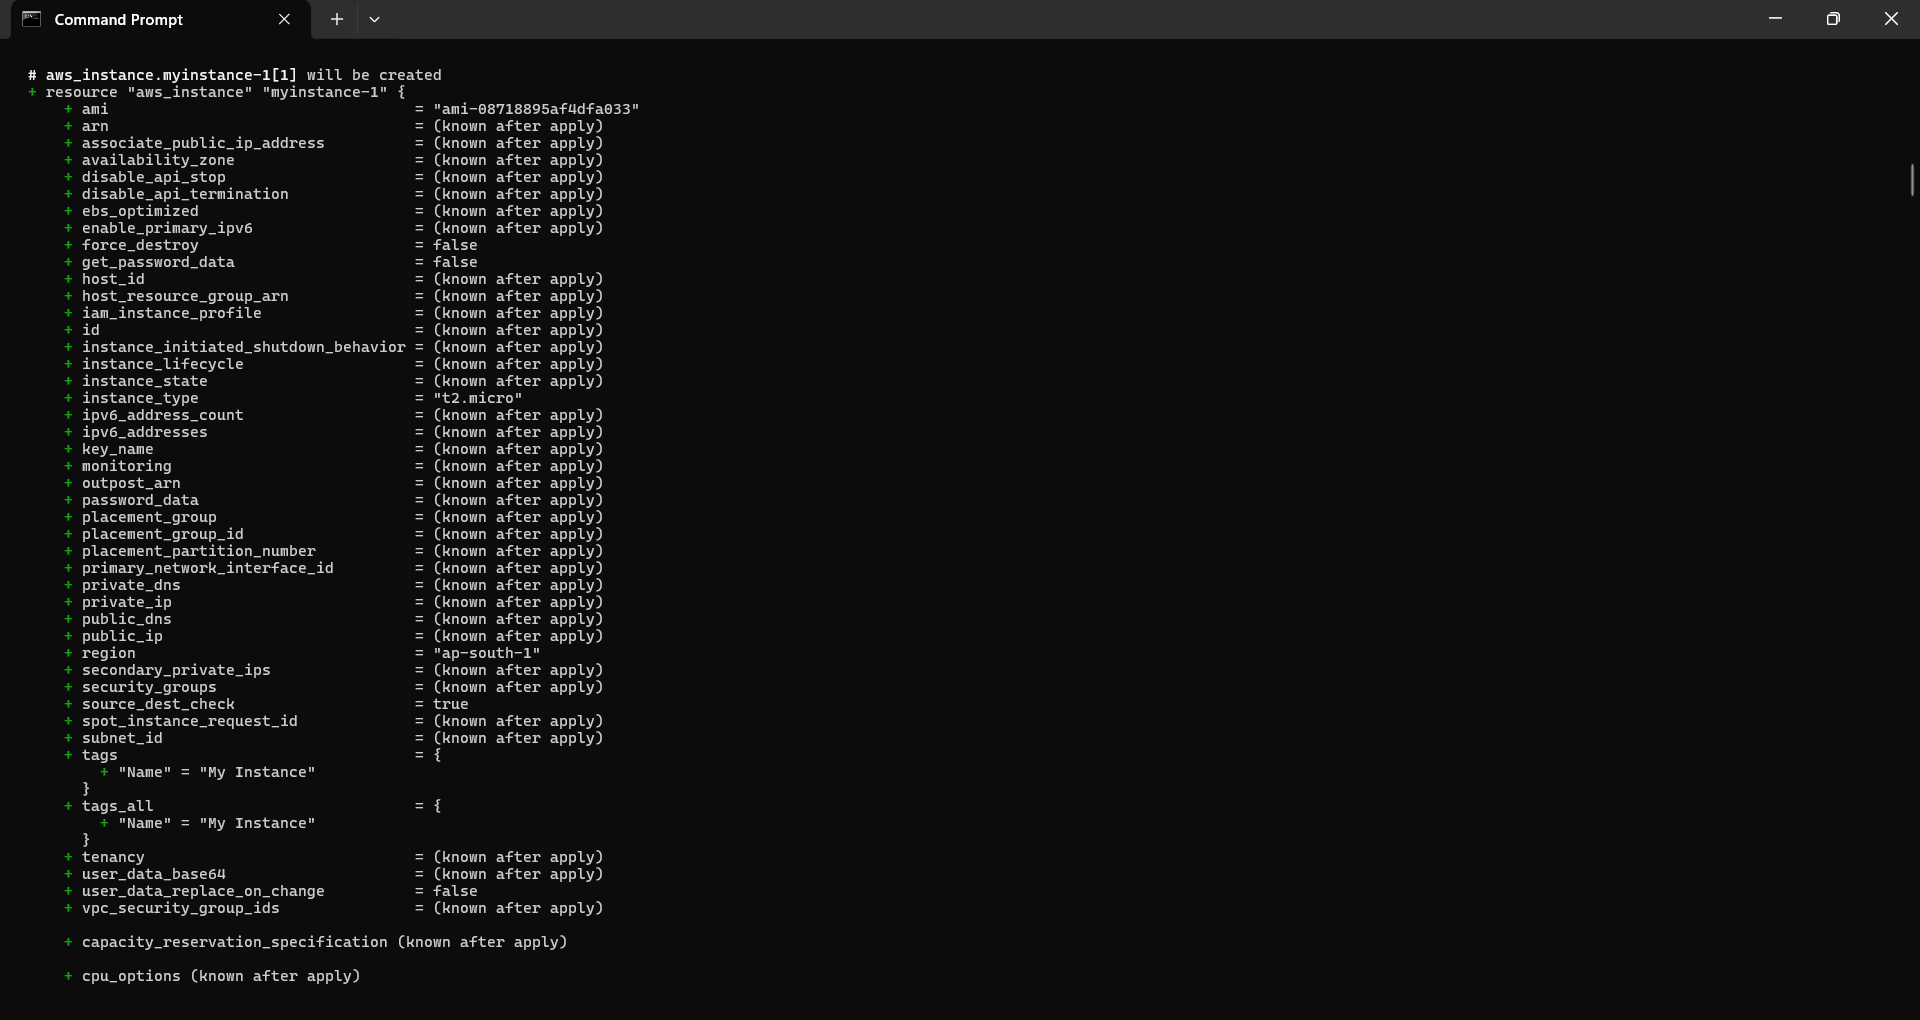 Command Prompt
# aws_instance.myinstance-1[1] will be created
+ resource "aws_instance" "myinstance-1" {
+ ami = "ami-08718895af4dfa033"
+ arn = (known after apply)
+ associate_public_ip_address = (known after apply)
+ availability_zone = (known after apply)
+ disable_api_stop = (known after apply)
+ disable_api_termination = (known after apply)
+ ebs_optimized = (known after apply)
+ enable_primary_ipv6 = (known after apply)
+ force_destroy = false
+ get_password_data = false
+ host_id = (known after apply)
+ host_resource_group_arn = (known after apply)
+ iam_instance_profile = (known after apply)
+ id = (known after apply)
+ instance_initiated_shutdown_behavior = (known after apply)
+ instance_lifecycle = (known after apply)
+ instance_state = (known after apply)
+ instance_type = "t2.micro"
+ ipv6_address_count = (known after apply)
+ ipv6_addresses = (known after apply)
+ key_name = (known after apply)
+ monitoring = (known after apply)
+ outpost_arn = (known after apply)
+ password_data = (known after apply)
+ placement_group = (known after apply)
+ placement_group_id = (known after apply)
+ placement_partition_number = (known after apply)
+ primary_network_interface_id = (known after apply)
+ private_dns = (known after apply)
+ private_ip = (known after apply)
+ public_dns = (known after apply)
+ public_ip = (known after apply)
+ region = "ap-south-1"
+ secondary_private_ips = (known after apply)
+ security_groups = (known after apply)
+ source_dest_check = true
+ spot_instance_request_id = (known after apply)
+ subnet_id = (known after apply)
+ tags = {
+ "Name" = "My Instance"
}
+ tags_all = {
+ "Name" = "My Instance"
}
+ tenancy = (known after apply)
+ user_data_base64 = (known after apply)
+ user_data_replace_on_change = false
+ vpc_security_group_ids = (known after apply)
+ capacity_reservation_specification (known after apply)
+ cpu_options (known after apply)